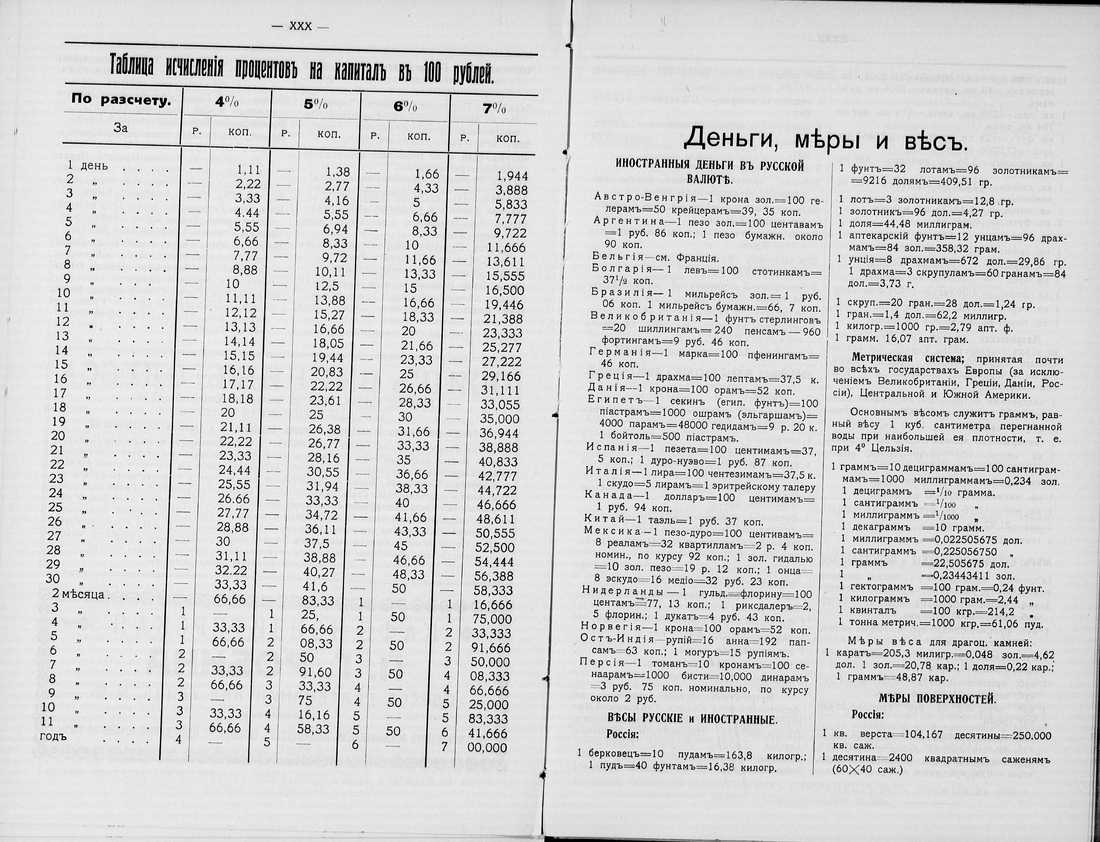 — XXX —
Таблица исчисленія процентовъ на капиталъ въ 100 рублей.
По разсчету. 4% 5% 6% 7%
За Р. КОП. Р. КОП. Р. КОП. Р. КОП.
1 день . . . . — 1,11 — 1,38 — 1,66 — 1,944
2 „ . . . . — 2,22 — 2,77 — 4,33 — 3,888
3 „ . . . . — 3,33 — 4,16 — 5 — 5,833
4 „ . . . . — 4.44 — 5,55 — 6,66 — 7,777
5 „ . . . . — 5,55 — 6,94 — 8,33 — 9,722
6 „ . . . . — 6,66 — 8,33 — 10 — 11,666
7 „ . . . . — 7,77 — 9,72 — 11,66 — 13,611
8 „ . . . . — 8,88 — 10,11 — 13,33 — 15,555
9 „ . . . . — 10 — 12,5 — 15 — 16,500
10 „ . . . . — 11,11 — 13,88 — 16,66 — 19,446
11 „ . . . . — 12,12 — 15,27 — 18,33 — 21,388
12 „ . . . . — 13,13 — 16,66 — 20 — 23,333
13 „ . . . . — 14,14 — 18,05 — 21,66 — 25,277
14 „ . . . . — 15,15 — 19,44 — 23,33 — 27,222
15 „ . . . . — 16,16 — 20,83 — 25 — 29,166
16 „ . . . . — 17,17 — 22,22 — 26,66 — 31,111
17 „ . . . . — 18,18 — 23,61 — 28,33 — 33,055
18 „ . . . . — 20 — 25 — 30 — 35,000
19 „ . . . . — 21,11 — 26,38 — 31,66 — 36,944
20 „ . . . . — 22,22 — 26,77 — 33,33 — 38,888
21 „ . . . . — 23,33 — 28,16 — 35 — 40,833
22 „ . . . . — 24,44 — 30,55 — 36,66 — 42,777
23 „ . . . . — 25,55 — 31,94 — 38,33 — 44,722
24 „ . . . . — 26.66 — 33,33 — 40 — 46,666
25 „ . . . . — 27,77 — 34,72 — 41,66 — 48,611
26 „ . . . . — 28,88 — 36,11 — 43,33 — 50,555
27 „ . . . . — 30 — 37,5 — 45 — 52,500
28 „ . . . . — 31,11 — 38,88 — 46,66 — 54,444
29 „ . . . . — 32.22 — 40,27 — 48,33 — 56,388
30 „ . . . . — 33,33 — 41,6 — 50 — 58,333
2 мѣсяца. . . . — 66,66 — 83,33 1 — 1 16,666
3 „ . . . . 1 — 1 25, 1 50 1 75,000
4 „ . . . . 1 33,33 1 66,66 2 — 2 33,333
5 „ . . . . 1 66,66 2 08,33 2 50 2 91,666
6 „ . . . . 2 — 2 50 3 — 3 50,000
7 „ . . . . 2 33,33 2 91,60 3 50 4 08,333
8 „ . . . . 2 66,66 3 33,33 4 — 4 66,666
9 „ . . . . 3 — 3 75 4 50 5 25,000
10 „ . . . . 3 33,33 4 16,16 5 — 5 83,333
11 „ . . . . 3 66,66 4 58,33 5 50 6 41,666
годъ . . . . 4 — 5 — 6 — 7 00,000
Деньги, мѣры и вѣсъ.
ИНОСТРАННЫЯ ДЕНЬГИ ВЪ РУССКОЙ
ВАЛЮТѢ.
Австро-Венгрія—1 крона зол.=100 ге-
лерамъ=50 крейцерамъ=39, 35 коп.
Аргентина—1 пезо зол.=100 центавамъ
=1 руб. 86 коп.; 1 пезо бумажн. около
90 коп.
Бельгія—см. Франція.
Болгарія—1 левъ=100 стотинкамъ=
37½ коп.
Бразилія—1 мильрейсъ зол.=1 руб.
06 коп. 1 мильрейсъ бумажн.=66, 7 коп.
Великобританія—1 фунтъ стерлинговъ
=20 шиллингамъ=240 пенсамъ—960
фортингамъ=9 руб. 46 коп.
Германія—1 марка=100 пфенингамъ=
46 коп.
Греція—1 драхма=100 лептамъ=37,5 к.
Данія—1 крона=100 орамъ=52 коп.
Египетъ—1 секинъ (егип. фунтъ)=100
піастрамъ=1000 ошрамъ (эльгаршамъ)=
4000 парамъ=48000 гедидамъ=9 р. 20 к.
1 бойтоль=500 піастрамъ.
Испанія—1 пезета=100 центимамъ=37,
5 коп.; 1 дуро-нуэво=1 руб. 87 коп.
Италія—1 лира=100 чентезимамъ=37,5 к.
1 скудо=5 лирамъ=1 эритрейскому талеру
Канада—1 долларъ=100 центимамъ=
1 руб. 94 коп.
Китай—1 таэль=1 руб. 37 коп.
Мексика—1 пезо-дуро=100 центивамъ=
8 реаламъ=32 квартилламъ=2 р. 4 коп.
номин., по курсу 92 коп.; 1 зол. гидалью
=10 зол. пезо=19 р. 12 коп.; 1 онца=
8 эскудо=16 медіо=32 руб. 23 коп.
Нидерланды—1 гульд.=флорину=100
центамъ=77, 13 коп.; 1 риксдалеръ=2,
5 флорин.; 1 дукатъ=4 руб. 43 коп.
Норвегія—1 крона=100 орамъ=52 коп.
Остъ-Индія—рупій=16 анна=192 пап-
самъ=63 коп.; 1 могуръ=15 рупіямъ.
Персія—1 томанъ=10 кронамъ=100 се-
наарамъ=1000 бисти=10,000 динарамъ
=3 руб. 75 коп. номинально, по курсу
около 2 руб.
ВѢСЫ РУССКІЕ и ИНОСТРАННЫЕ.
Россія:
1 берковецъ=10 пудамъ=163,8 килогр.;
1 пудъ=40 фунтамъ=16,38 килогр.
1 фунтъ=32 лотамъ=96 золотникамъ=
=9216 долямъ=409,51 гр.
1 лотъ=3 золотникамъ=12,8 гр.
1 золотникъ=96 дол.=4,27 гр.
1 доля=44,48 миллиграм.
1 аптекарскій фунтъ=12 унцамъ=96 драх-
мамъ=84 зол.=358,32 грам.
1 унція=8 драхмамъ=672 дол.=29,86 гр.
1 драхма=3 скрупуламъ=60 гранамъ=84
дол.=3,73 г.
1 скруп.=20 гран.=28 дол.=1,24 гр.
1 гран.=1,4 дол.=62,2 миллигр.
1 килогр.=1000 гр.=2,79 апт. ф.
1 грамм. 16,07 апт. грам.
Метрическая система; принятая почти
во всѣхъ государствах Европы (за исклю-
ченіемъ Великобританіи, Греціи, Даніи, Рос-
сіи), Центральной и Южной Америки.
Основнымъ вѣсомъ служитъ граммъ, рав-
ный вѣсу 1 куб. сантиметра перегнанной
воды при наибольшей ея плотности, т. е.
при 4° Цельзія.
1 граммъ=10 дециграммамъ=100 сантиграм-
мамъ=1000 миллиграммамъ=0,234 зол.
1 дециграммъ =1/10 грамма.
1 сантиграммъ =1/100 „
1 миллиграммъ=1/1000 „
1 декаграммъ =10 грамм.
1 миллиграммъ=0,022505675 дол.
1 сантиграммъ =0,225056750 „
1 граммъ =22,505675 дол.
1 „ =0,23443411 зол.
1 гектограммъ =100 грам.=0,24 фунт.
1 килограммъ =1000 грам.=2,44 „
1 квинталъ =100 кгр.=214,2 „
1 тонна метрич.=1000 кгр.=61,06 пуд.
Мѣры вѣса для драгоц. камней:
1 каратъ=205,3 милигр.=0,048 зол.=4,62
дол. 1 зол.=20,78 кар.; 1 доля=0,22 кар.;
1 граммъ—48,87 кар.
МѢРЫ ПОВЕРХНОСТЕЙ.
Россія:
1 кв. верста=104,167 десятины=250.000
кв. саж.
1 десятина=2400 квадратнымъ саженямъ
(60×40 саж.)